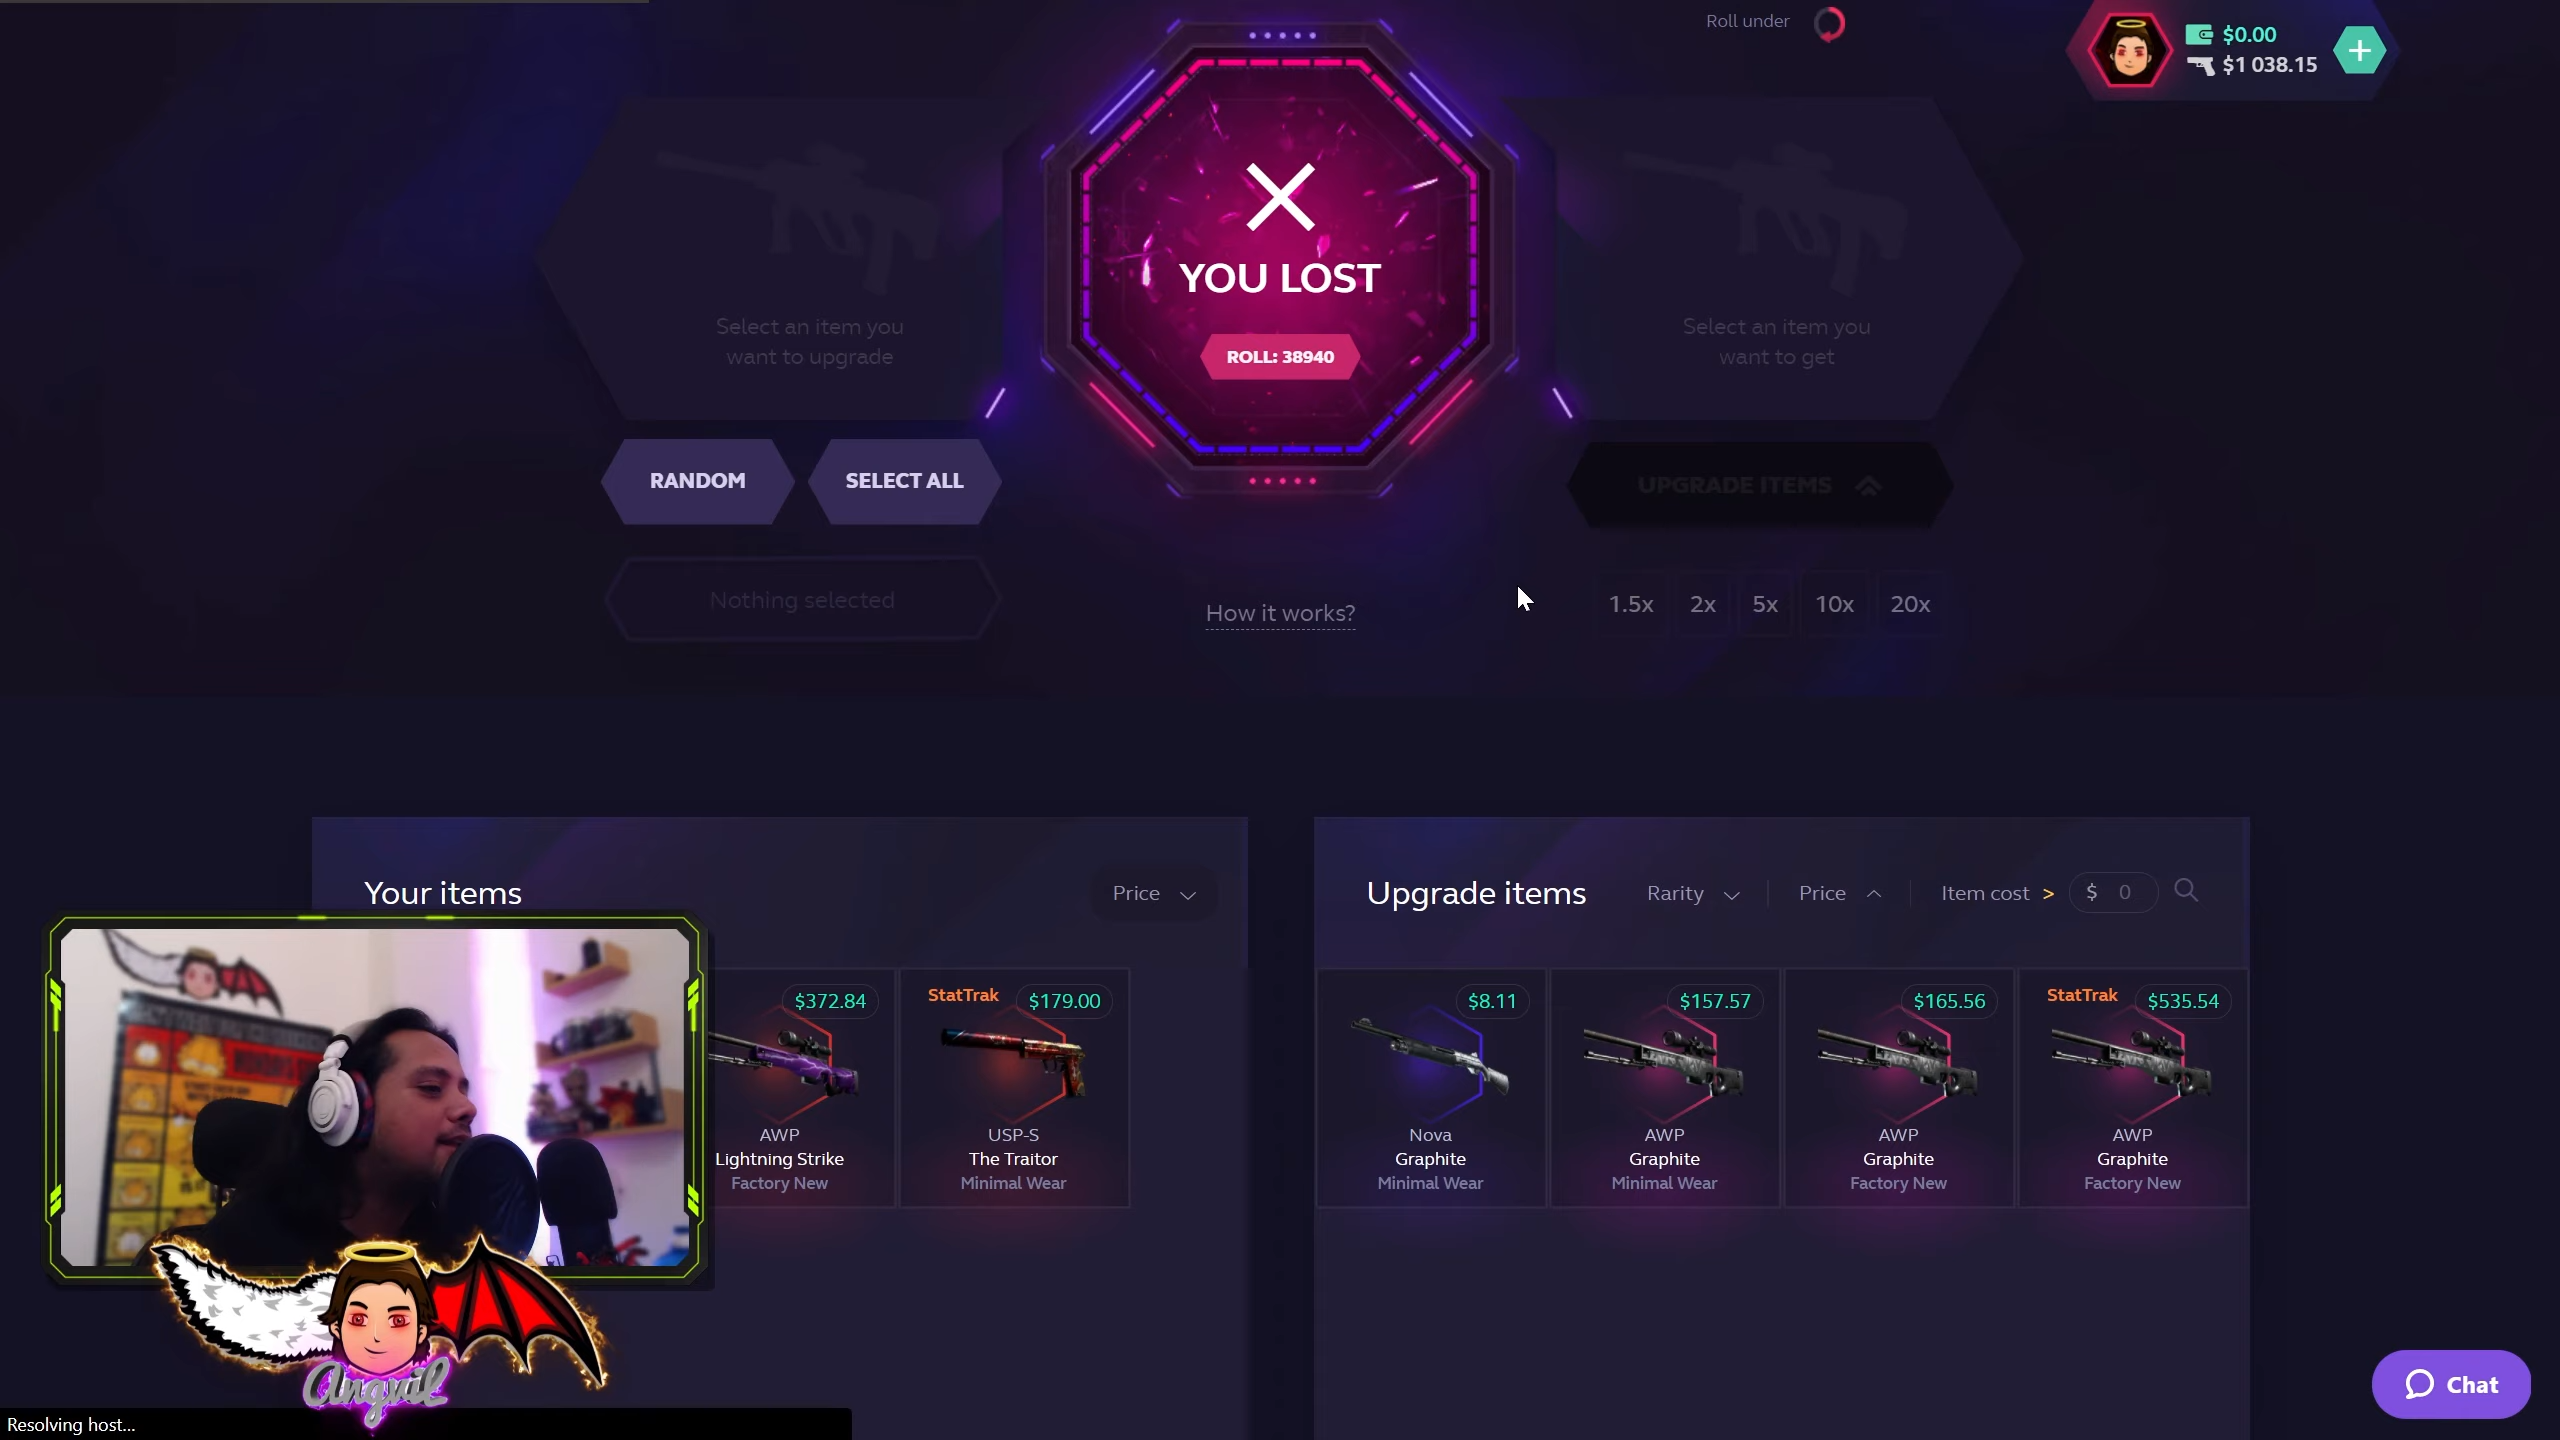 Roll under
$0.00
$1 038.15
YOU LOST
ROLL: 38940
Select an item you
want to upgrade
Select an item you
want to get
RANDOM
SELECT ALL
UPGRADE ITEMS
Nothing selected
How it works?
1.5x 2x 5x 10x 20x
Your items
Price
Upgrade items
Rarity
Price
Item cost >
$ 0
$372.84
AWP
Lightning Strike
Factory New
StatTrak $179.00
USP-S
The Traitor
Minimal Wear
$8.11
Nova
Graphite
Minimal Wear
$157.57
AWP
Graphite
Minimal Wear
$165.56
AWP
Graphite
Factory New
StatTrak $535.54
AWP
Graphite
Factory New
angvil
Chat
Resolving host...